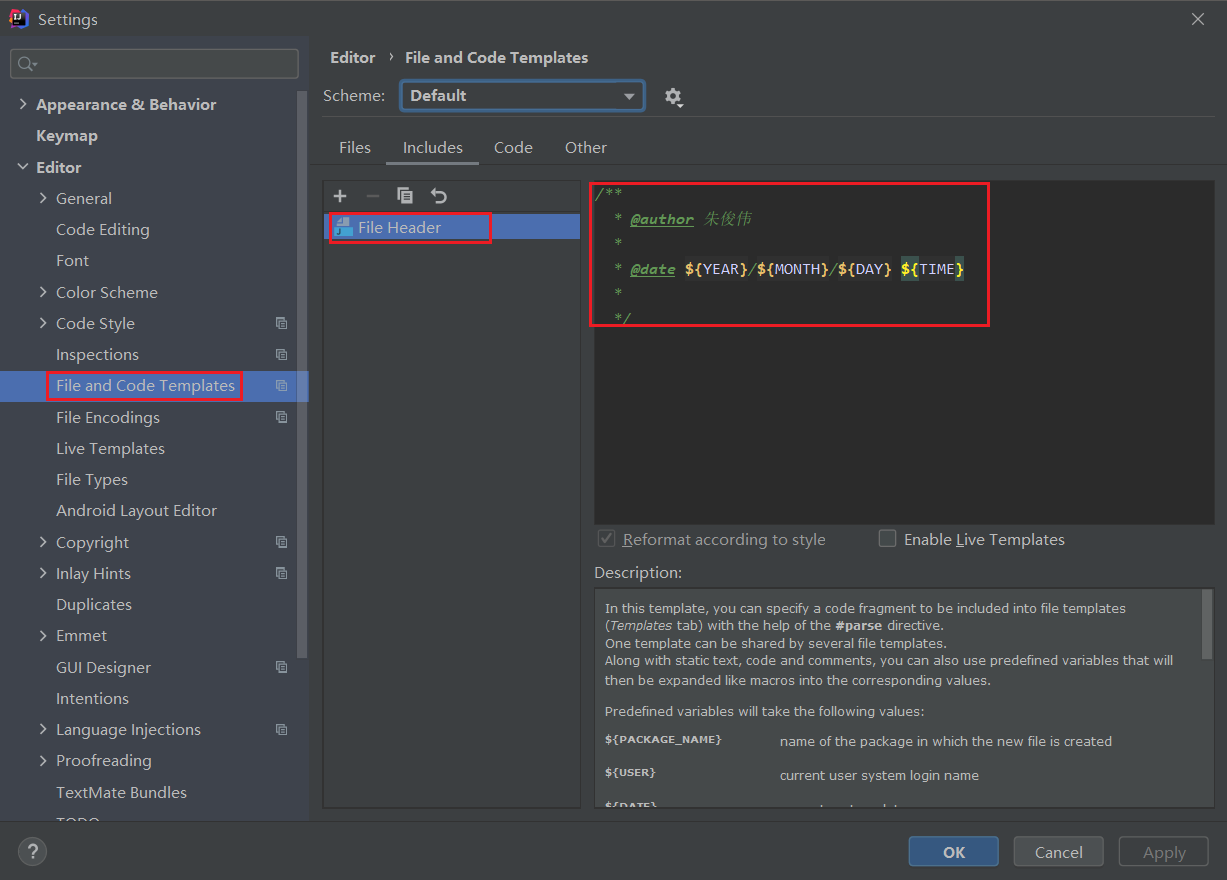 Settings
Appearance & Behavior
Keymap
Editor
General
Code Editing
Font
Color Scheme
Code Style
Inspections
File and Code Templates
File Encodings
Live Templates
File Types
Android Layout Editor
Copyright
Inlay Hints
Duplicates
Emmet
GUI Designer
Intentions
Language Injections
Proofreading
TextMate Bundles
TODO
Editor › File and Code Templates
Scheme: Default
Files Includes Code Other
File Header
/**
* @author 朱俊伟
*
* @date ${YEAR}/${MONTH}/${DAY} ${TIME}
*
*/
Reformat according to style Enable Live Templates
Description:
In this template, you can specify a code fragment to be included into file templates
(Templates tab) with the help of the #parse directive.
One template can be shared by several file templates.
Along with static text, code and comments, you can also use predefined variables that will
then be expanded like macros into the corresponding values.
Predefined variables will take the following values:
${PACKAGE_NAME} name of the package in which the new file is created
${USER} current user system login name
${DATE}
? OK Cancel Apply